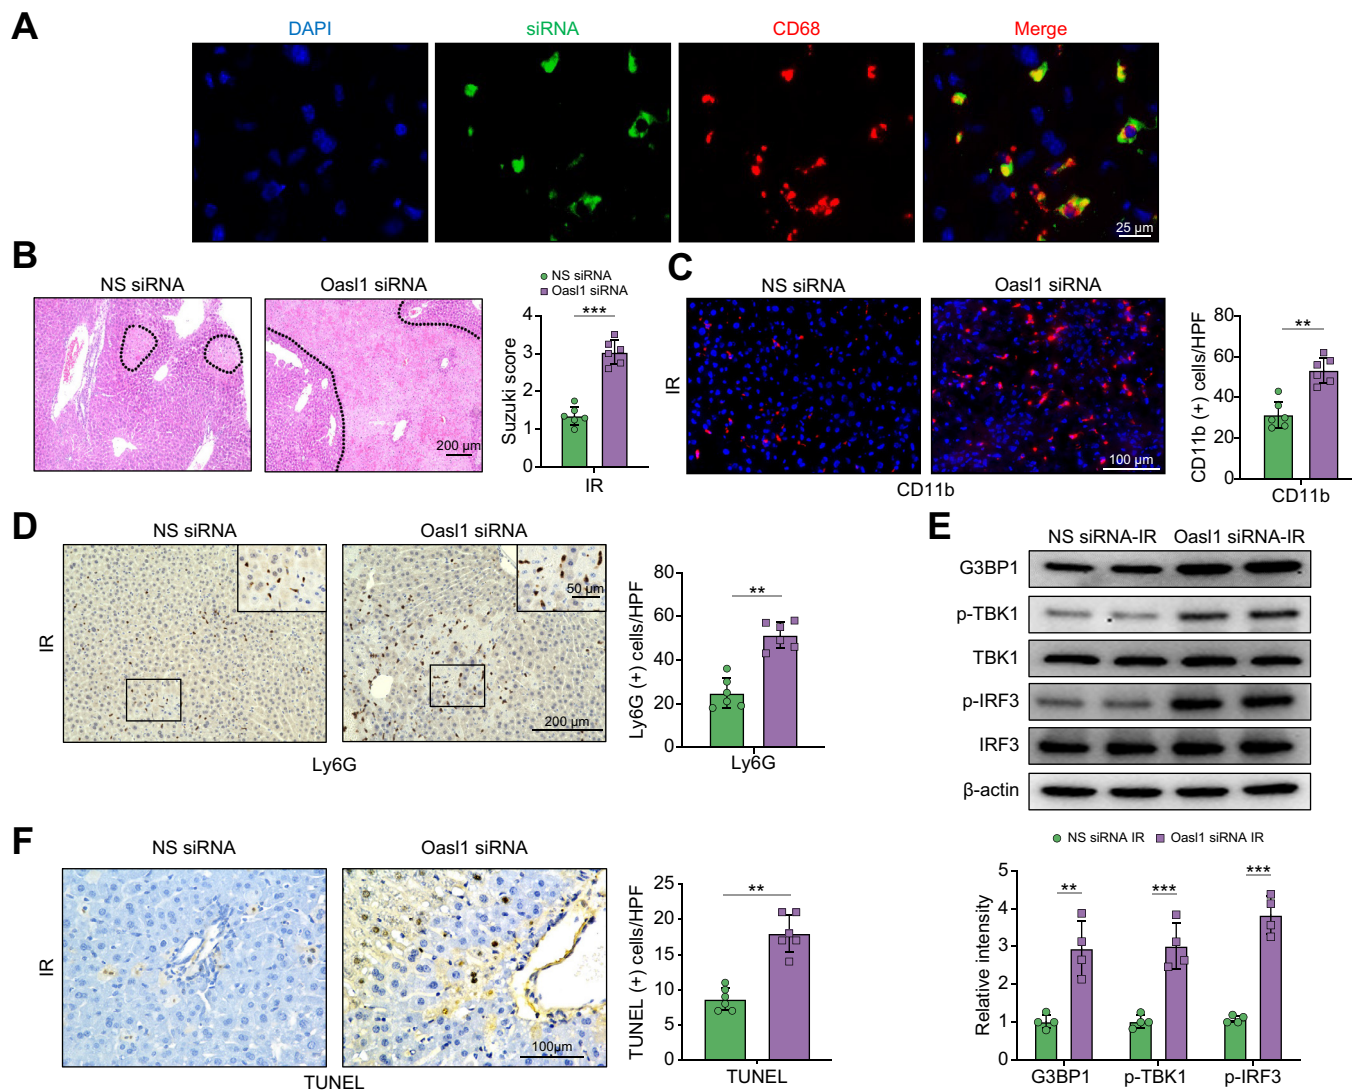 A
DAPI
siRNA
CD68
Merge
25 µm
B
NS siRNA
Oasl1 siRNA
200 µm
NS siRNA
Oasl1 siRNA
***
Suzuki score
4
3
2
1
0
IR
C
NS siRNA
Oasl1 siRNA
IR
100 µm
CD11b
**
CD11b (+) cells/HPF
80
60
40
20
0
CD11b
D
NS siRNA
Oasl1 siRNA
IR
50 µm
200 µm
Ly6G
**
Ly6G (+) cells/HPF
80
60
40
20
0
Ly6G
E
NS siRNA-IR Oasl1 siRNA-IR
G3BP1
p-TBK1
TBK1
p-IRF3
IRF3
β-actin
NS siRNA IR
Oasl1 siRNA IR
Relative intensity
5
4
3
2
1
0
**
***
***
G3BP1
p-TBK1
p-IRF3
F
NS siRNA
Oasl1 siRNA
IR
100µm
TUNEL
**
TUNEL (+) cells/HPF
25
20
15
10
5
0
TUNEL